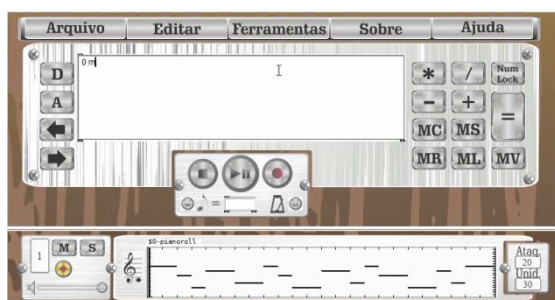 Arquivo Editar Ferramentas Sobre Ajuda
0 m
D
A
* / Num Lock
- +
=
MC MS
MR ML MV
=
1 M S
$0-pianoroll
Ataq.
20
Unid.
30